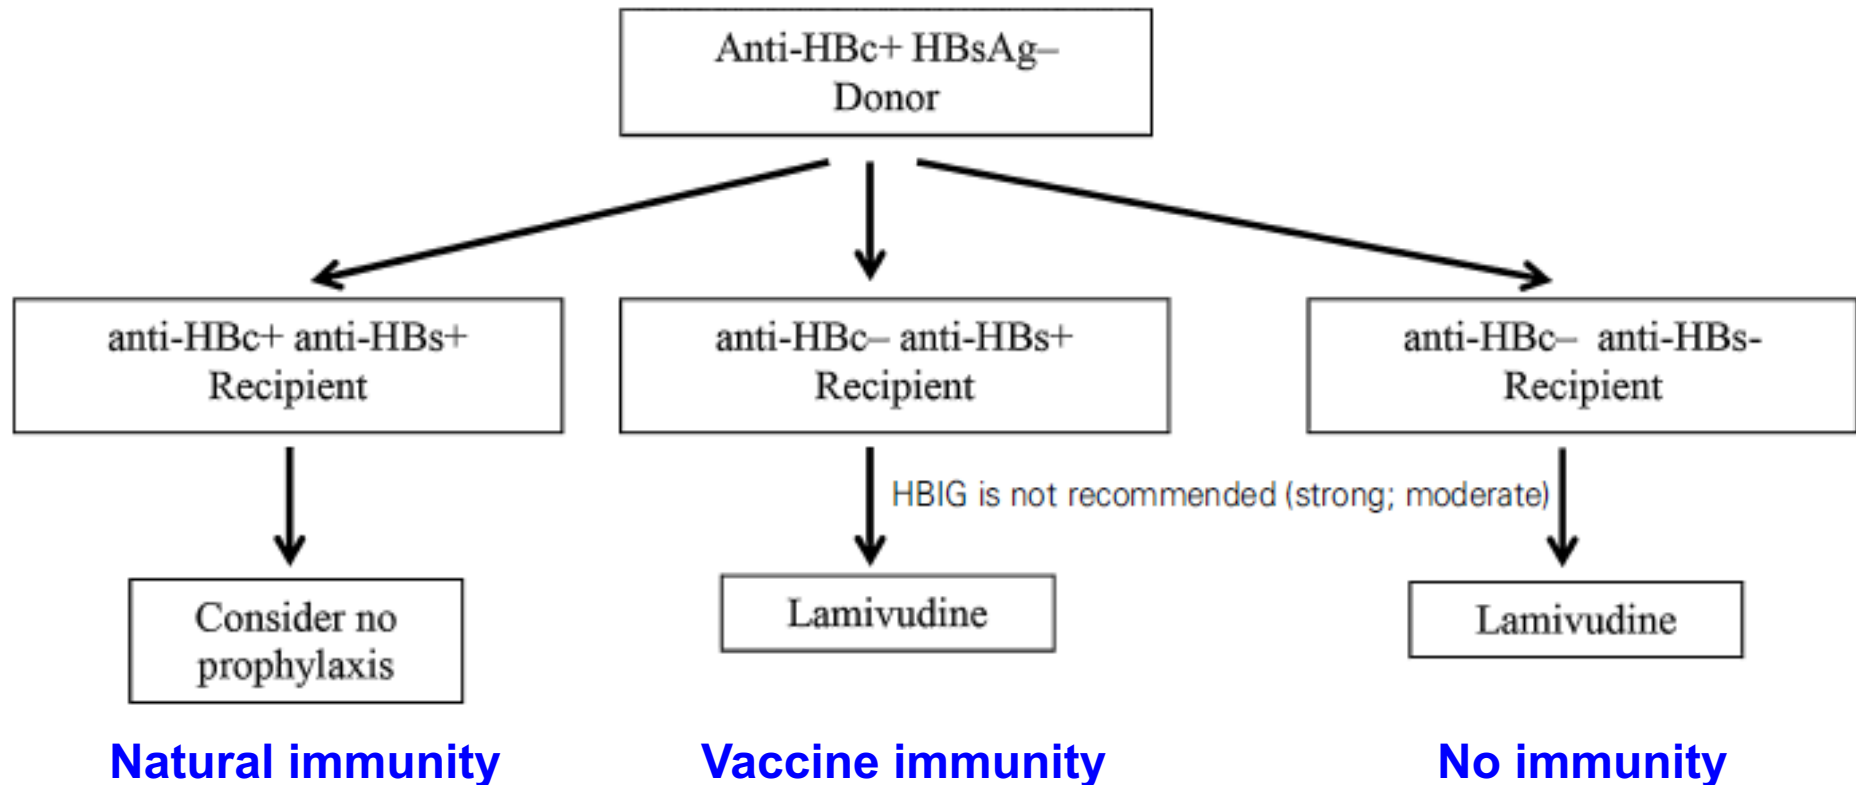 Anti-HBc+ HBsAg–
Donor
anti-HBc+ anti-HBs+
Recipient
anti-HBc– anti-HBs+
Recipient
anti-HBc–  anti-HBs-
Recipient
HBIG is not recommended (strong; moderate)
Consider no
prophylaxis
Lamivudine
Lamivudine
Natural immunity
Vaccine immunity
No immunity